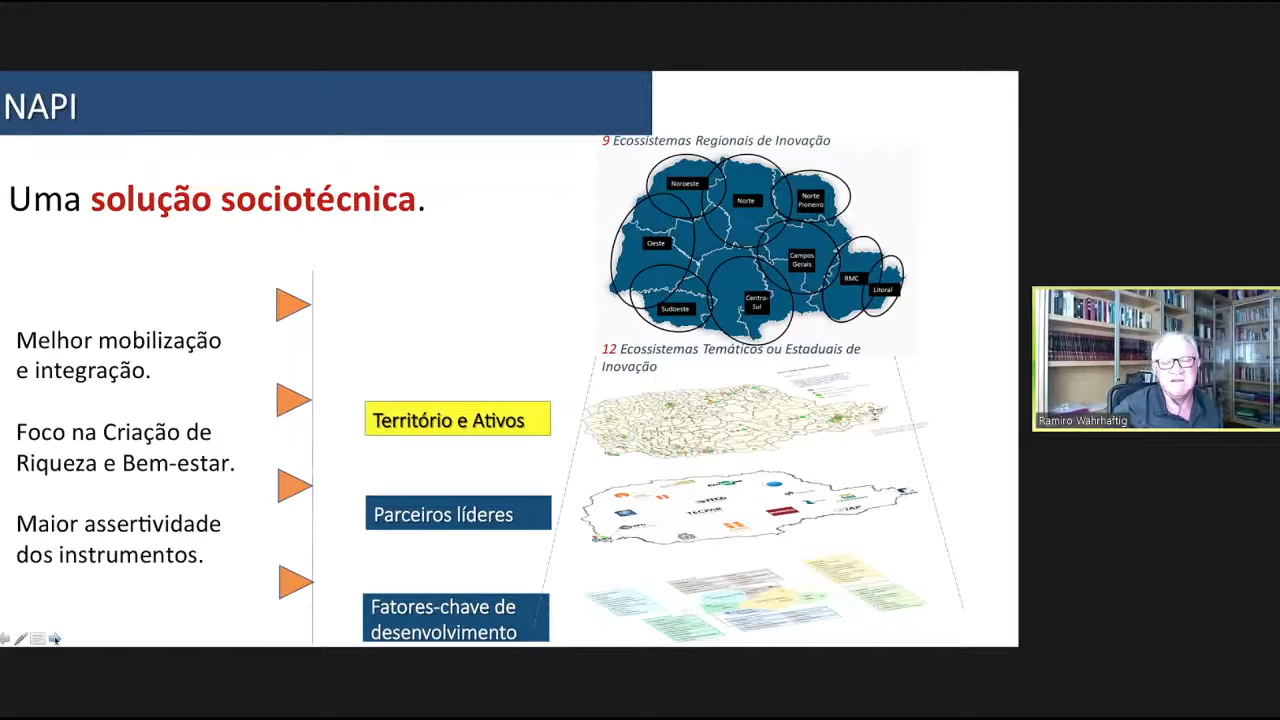 NAPI
Uma solução sociotécnica.
Melhor mobilização
e integração.
Foco na Criação de
Riqueza e Bem-estar.
Maior assertividade
dos instrumentos.
Território e Ativos
Parceiros líderes
Fatores-chave de
desenvolvimento
9 Ecossistemas Regionais de Inovação
Noroeste
Norte
Norte
Pioneiro
Oeste
Campos
Gerais
RMC
Litoral
Centro-
Sul
Sudoeste
12 Ecossistemas Temáticos ou Estaduais de
Inovação
TECPAR
Ramiro Wahrhaftig